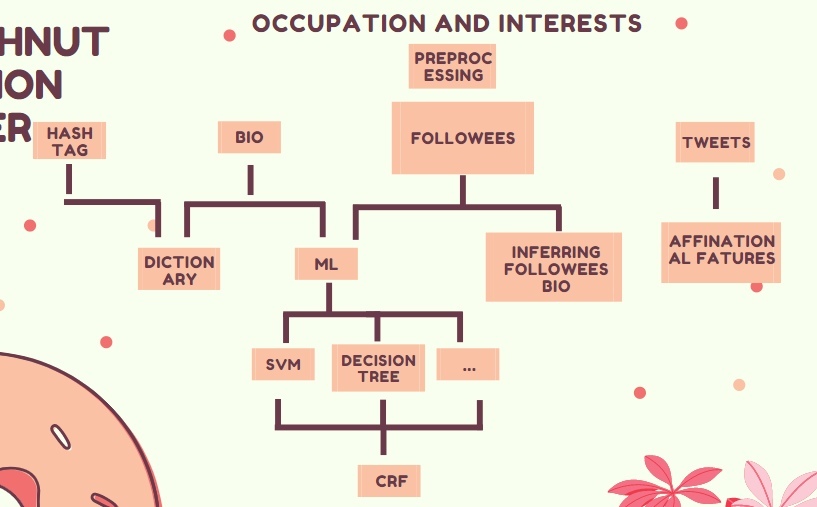 OCCUPATION AND INTERESTS
HNUT
ION
ER
PREPROC
ESSING
HASH
TAG
BIO
FOLLOWEES
TWEETS
DICTION
ARY
ML
INFERRING
FOLLOWEES
BIO
AFFINATION
AL FATURES
SVM
DECISION
TREE
...
CRF